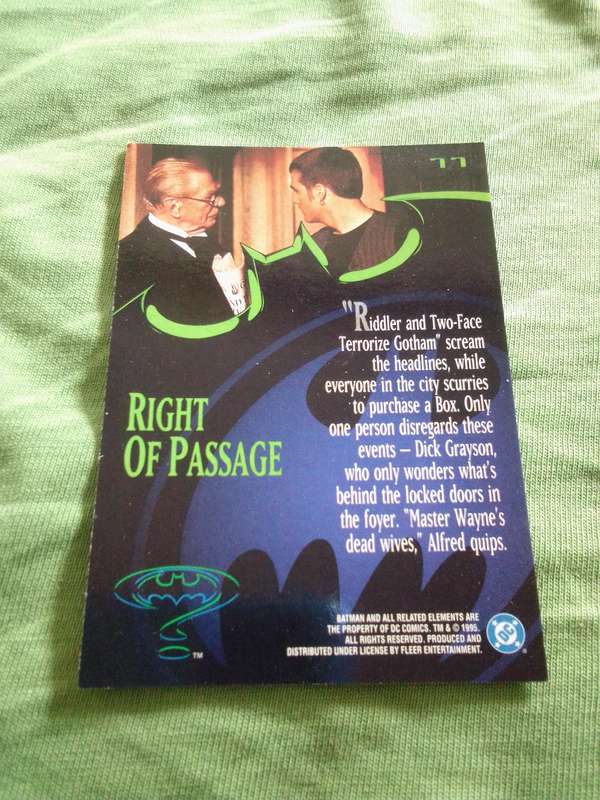 77
"Riddler and Two-Face
Terrorize Gotham" scream
the headlines, while
everyone in the city scurries
to purchase a Box. Only
one person disregards these
events – Dick Grayson,
who only wonders what's
behind the locked doors in
the foyer. "Master Wayne's
dead wives," Alfred quips.
RIGHT
OF PASSAGE
TM
BATMAN AND ALL RELATED ELEMENTS ARE
THE PROPERTY OF DC COMICS. TM & © 1995.
ALL RIGHTS RESERVED. PRODUCED AND
DISTRIBUTED UNDER LICENSE BY FLEER ENTERTAINMENT.
DC
®